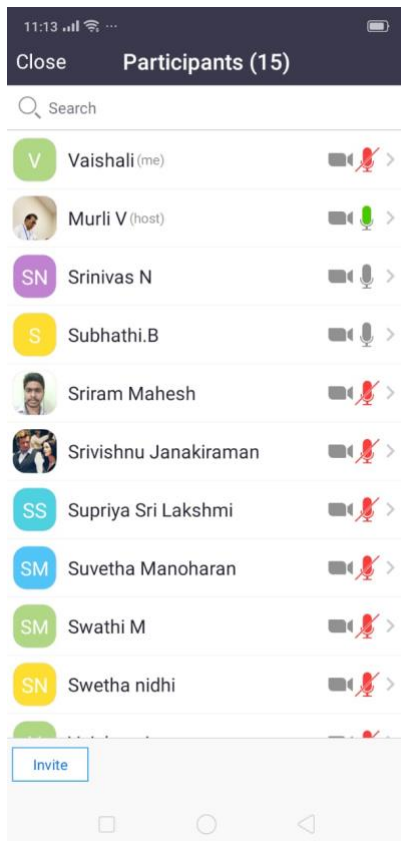 11:13
Close Participants (15)
Search
V Vaishali (me)
Murli V (host)
SN Srinivas N
S Subhathi.B
Sriram Mahesh
Srivishnu Janakiraman
SS Supriya Sri Lakshmi
SM Suvetha Manoharan
SM Swathi M
SN Swetha nidhi
Invite